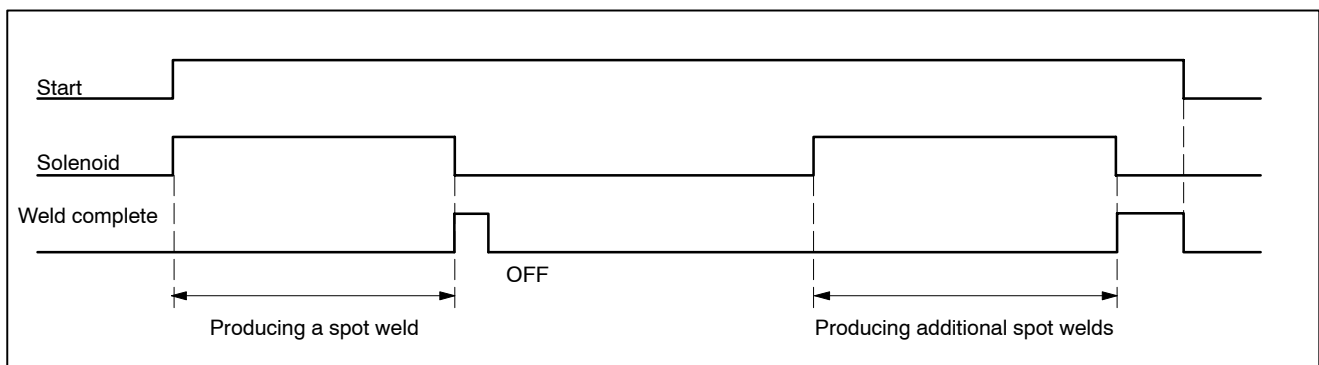 Start
Solenoid
Weld complete
OFF
Producing a spot weld
Producing additional spot welds